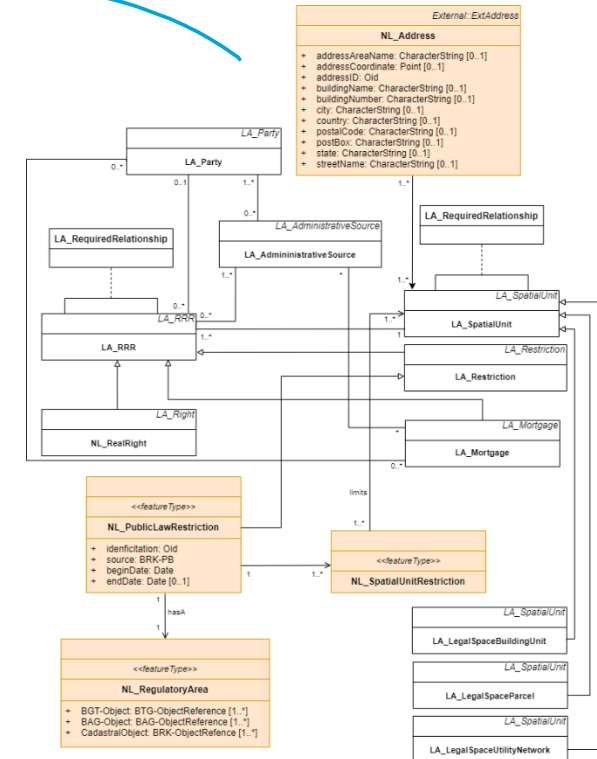 External::ExtAddress
NL_Address
+ addressAreaName: CharacterString [0..1]
+ addressCoordinate: Point [0..1]
+ addressID: Oid
+ buildingName: CharacterString [0..1]
+ buildingNumber: CharacterString [0..1]
+ city: CharacterString [0..1]
+ country: CharacterString [0..1]
+ postalCode: CharacterString [0..1]
+ postBox: CharacterString [0..1]
+ state: CharacterString [0..1]
+ streetName: CharacterString [0..1]
LA_Party
LA_Party
0..*
0..1
1..*
1..*
0..*
LA_AdministrativeSource
LA_AdmininistrativeSource
LA_RequiredRelationship
LA_RequiredRelationship
1..*
*
1..*
0..*
0..*
LA_RRR
LA_RRR
1..*
1
1..*
LA_SpatialUnit
LA_SpatialUnit
LA_Restriction
LA_Restriction
LA_Right
NL_RealRight
LA_Mortgage
LA_Mortgage
*
0..*
limits
1..*
<<featureType>>
NL_PublicLawRestriction
+ idenficitation: Oid
+ source: BRK-PB
+ beginDate: Date
+ endDate: Date [0..1]
1
1..*
<<featureType>>
NL_SpatialUnitRestriction
1
hasA
1
<<featureType>>
NL_RegulatoryArea
+ BGT-Object: BTG-ObjectReference [1..*]
+ BAG-Object: BAG-ObjectReference [1..*]
+ CadastralObject: BRK-ObjectRefence [1..*]
LA_SpatialUnit
LA_LegalSpaceBuildingUnit
LA_SpatialUnit
LA_LegalSpaceParcel
LA_SpatialUnit
LA_LegalSpaceUtilityNetwork